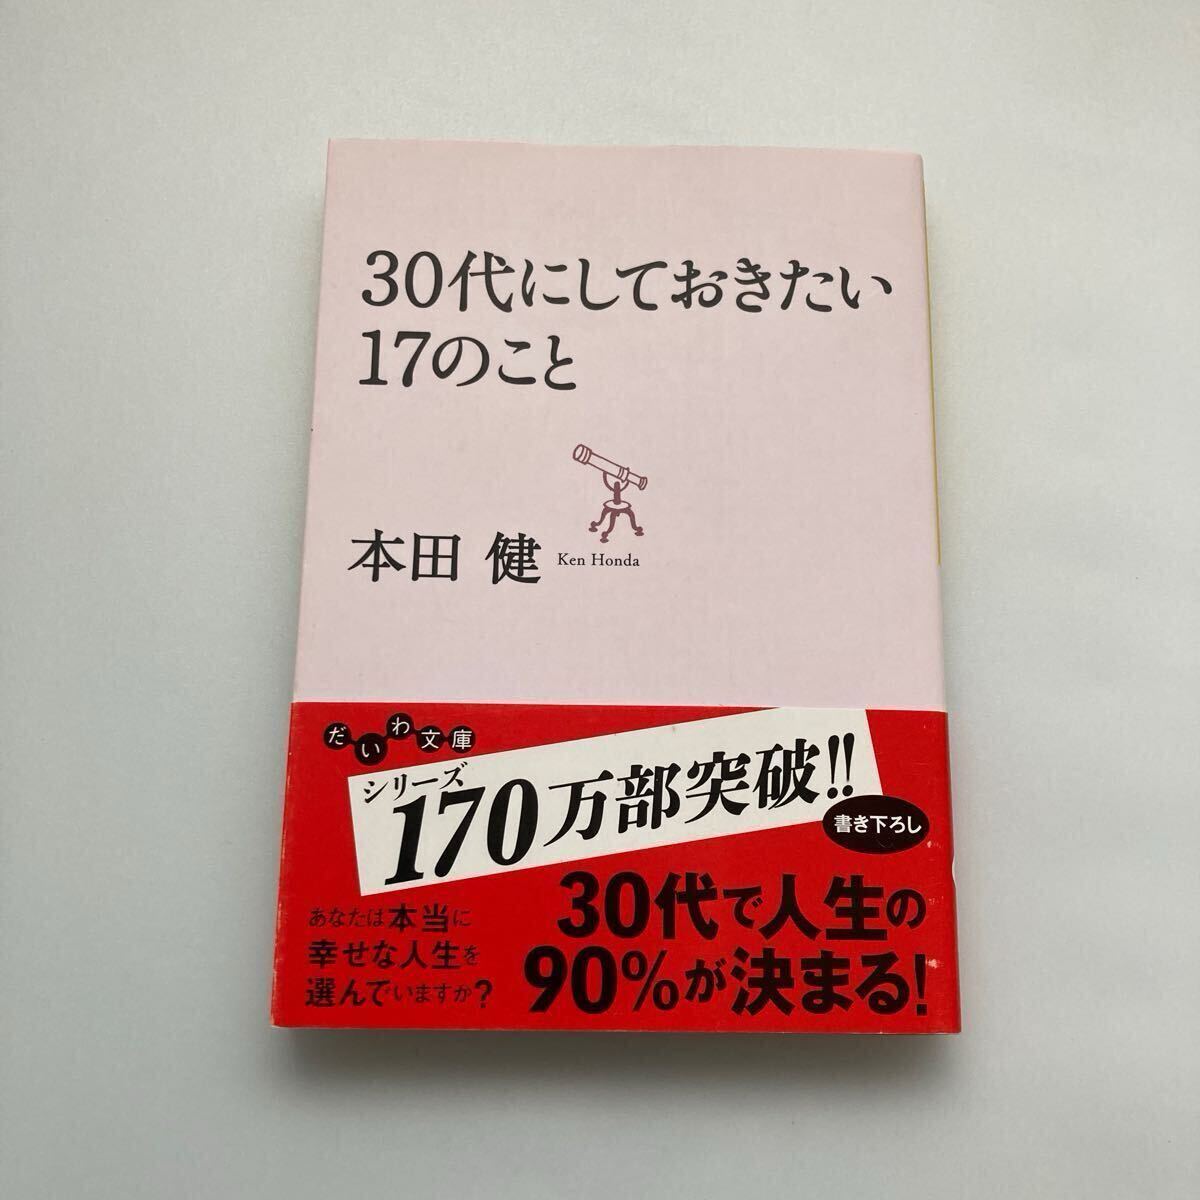 30代にしておきたい
17のこと
本田 健
Ken Honda
だいわ文庫
シリーズ
170万部突破!!
書き下ろし
あなたは本当に
幸せな人生を
選んでいますか?
30代で人生の
90%が決まる!